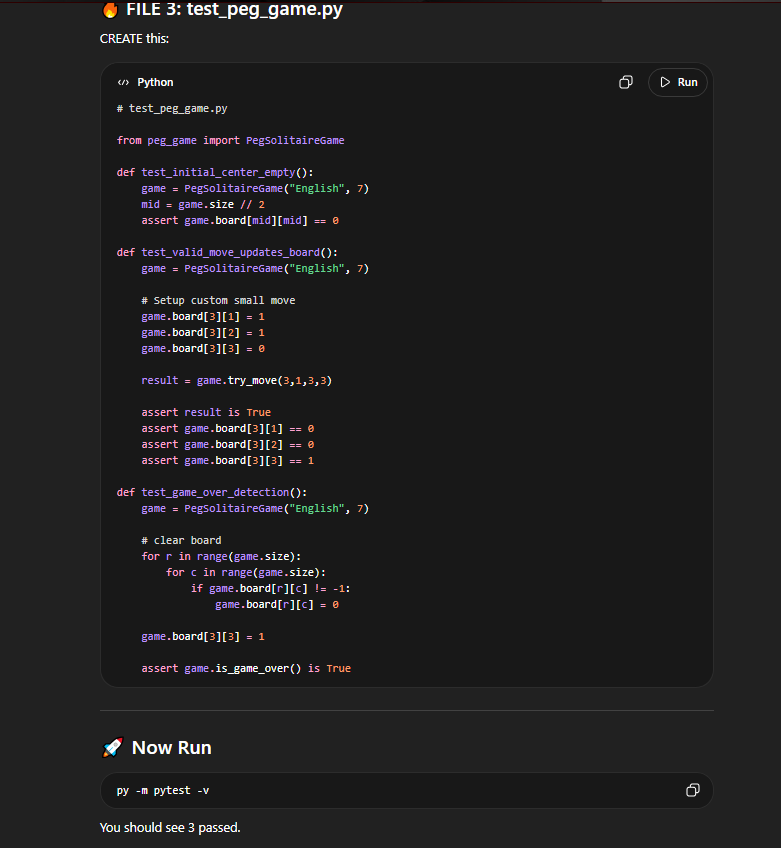 🔥 FILE 3: test_peg_game.py
CREATE this:
Python
Run
# test_peg_game.py
from peg_game import PegSolitaireGame
def test_initial_center_empty():
    game = PegSolitaireGame("English", 7)
    mid = game.size // 2
    assert game.board[mid][mid] == 0
def test_valid_move_updates_board():
    game = PegSolitaireGame("English", 7)
    # Setup custom small move
    game.board[3][1] = 1
    game.board[3][2] = 1
    game.board[3][3] = 0
    result = game.try_move(3,1,3,3)
    assert result is True
    assert game.board[3][1] == 0
    assert game.board[3][2] == 0
    assert game.board[3][3] == 1
def test_game_over_detection():
    game = PegSolitaireGame("English", 7)
    # clear board
    for r in range(game.size):
        for c in range(game.size):
            if game.board[r][c] != -1:
                game.board[r][c] = 0
    game.board[3][3] = 1
    assert game.is_game_over() is True
🚀 Now Run
py -m pytest -v
You should see 3 passed.